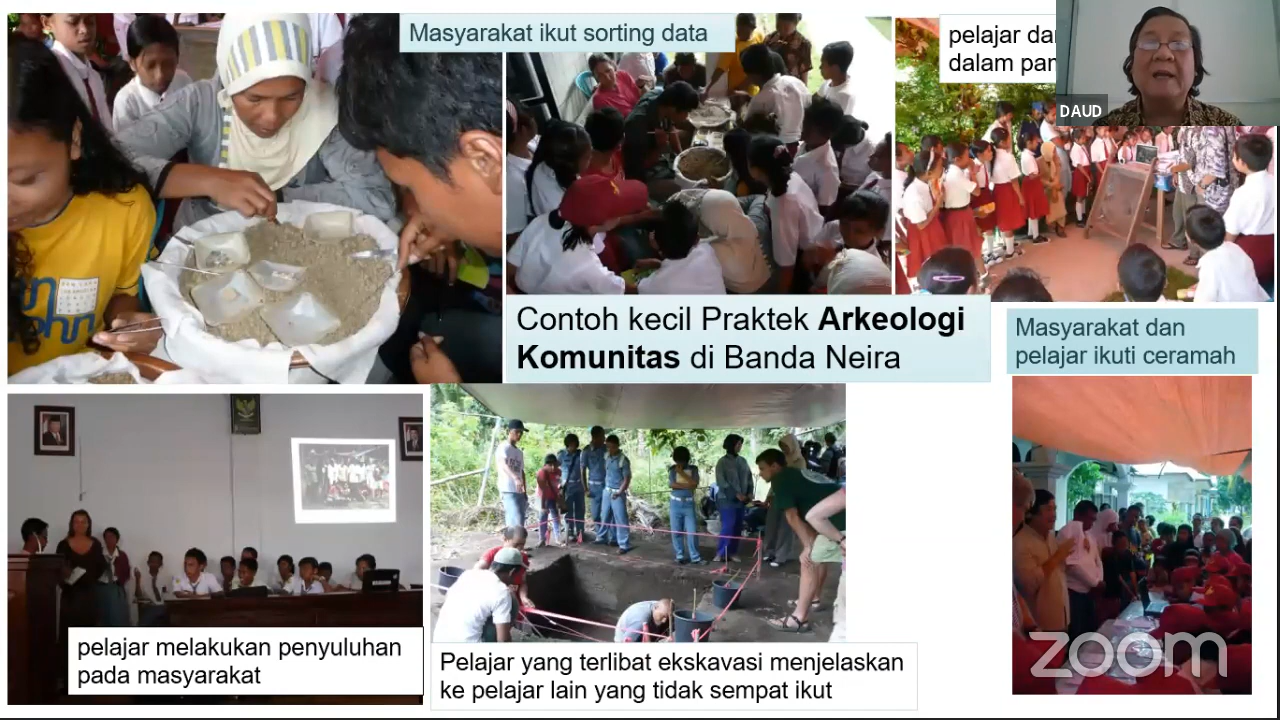 Masyarakat ikut sorting data
pelajar dan
dalam pan
DAUD
Contoh kecil Praktek Arkeologi
Komunitas di Banda Neira
Masyarakat dan
pelajar ikuti ceramah
pelajar melakukan penyuluhan
pada masyarakat
Pelajar yang terlibat ekskavasi menjelaskan
ke pelajar lain yang tidak sempat ikut
zoom